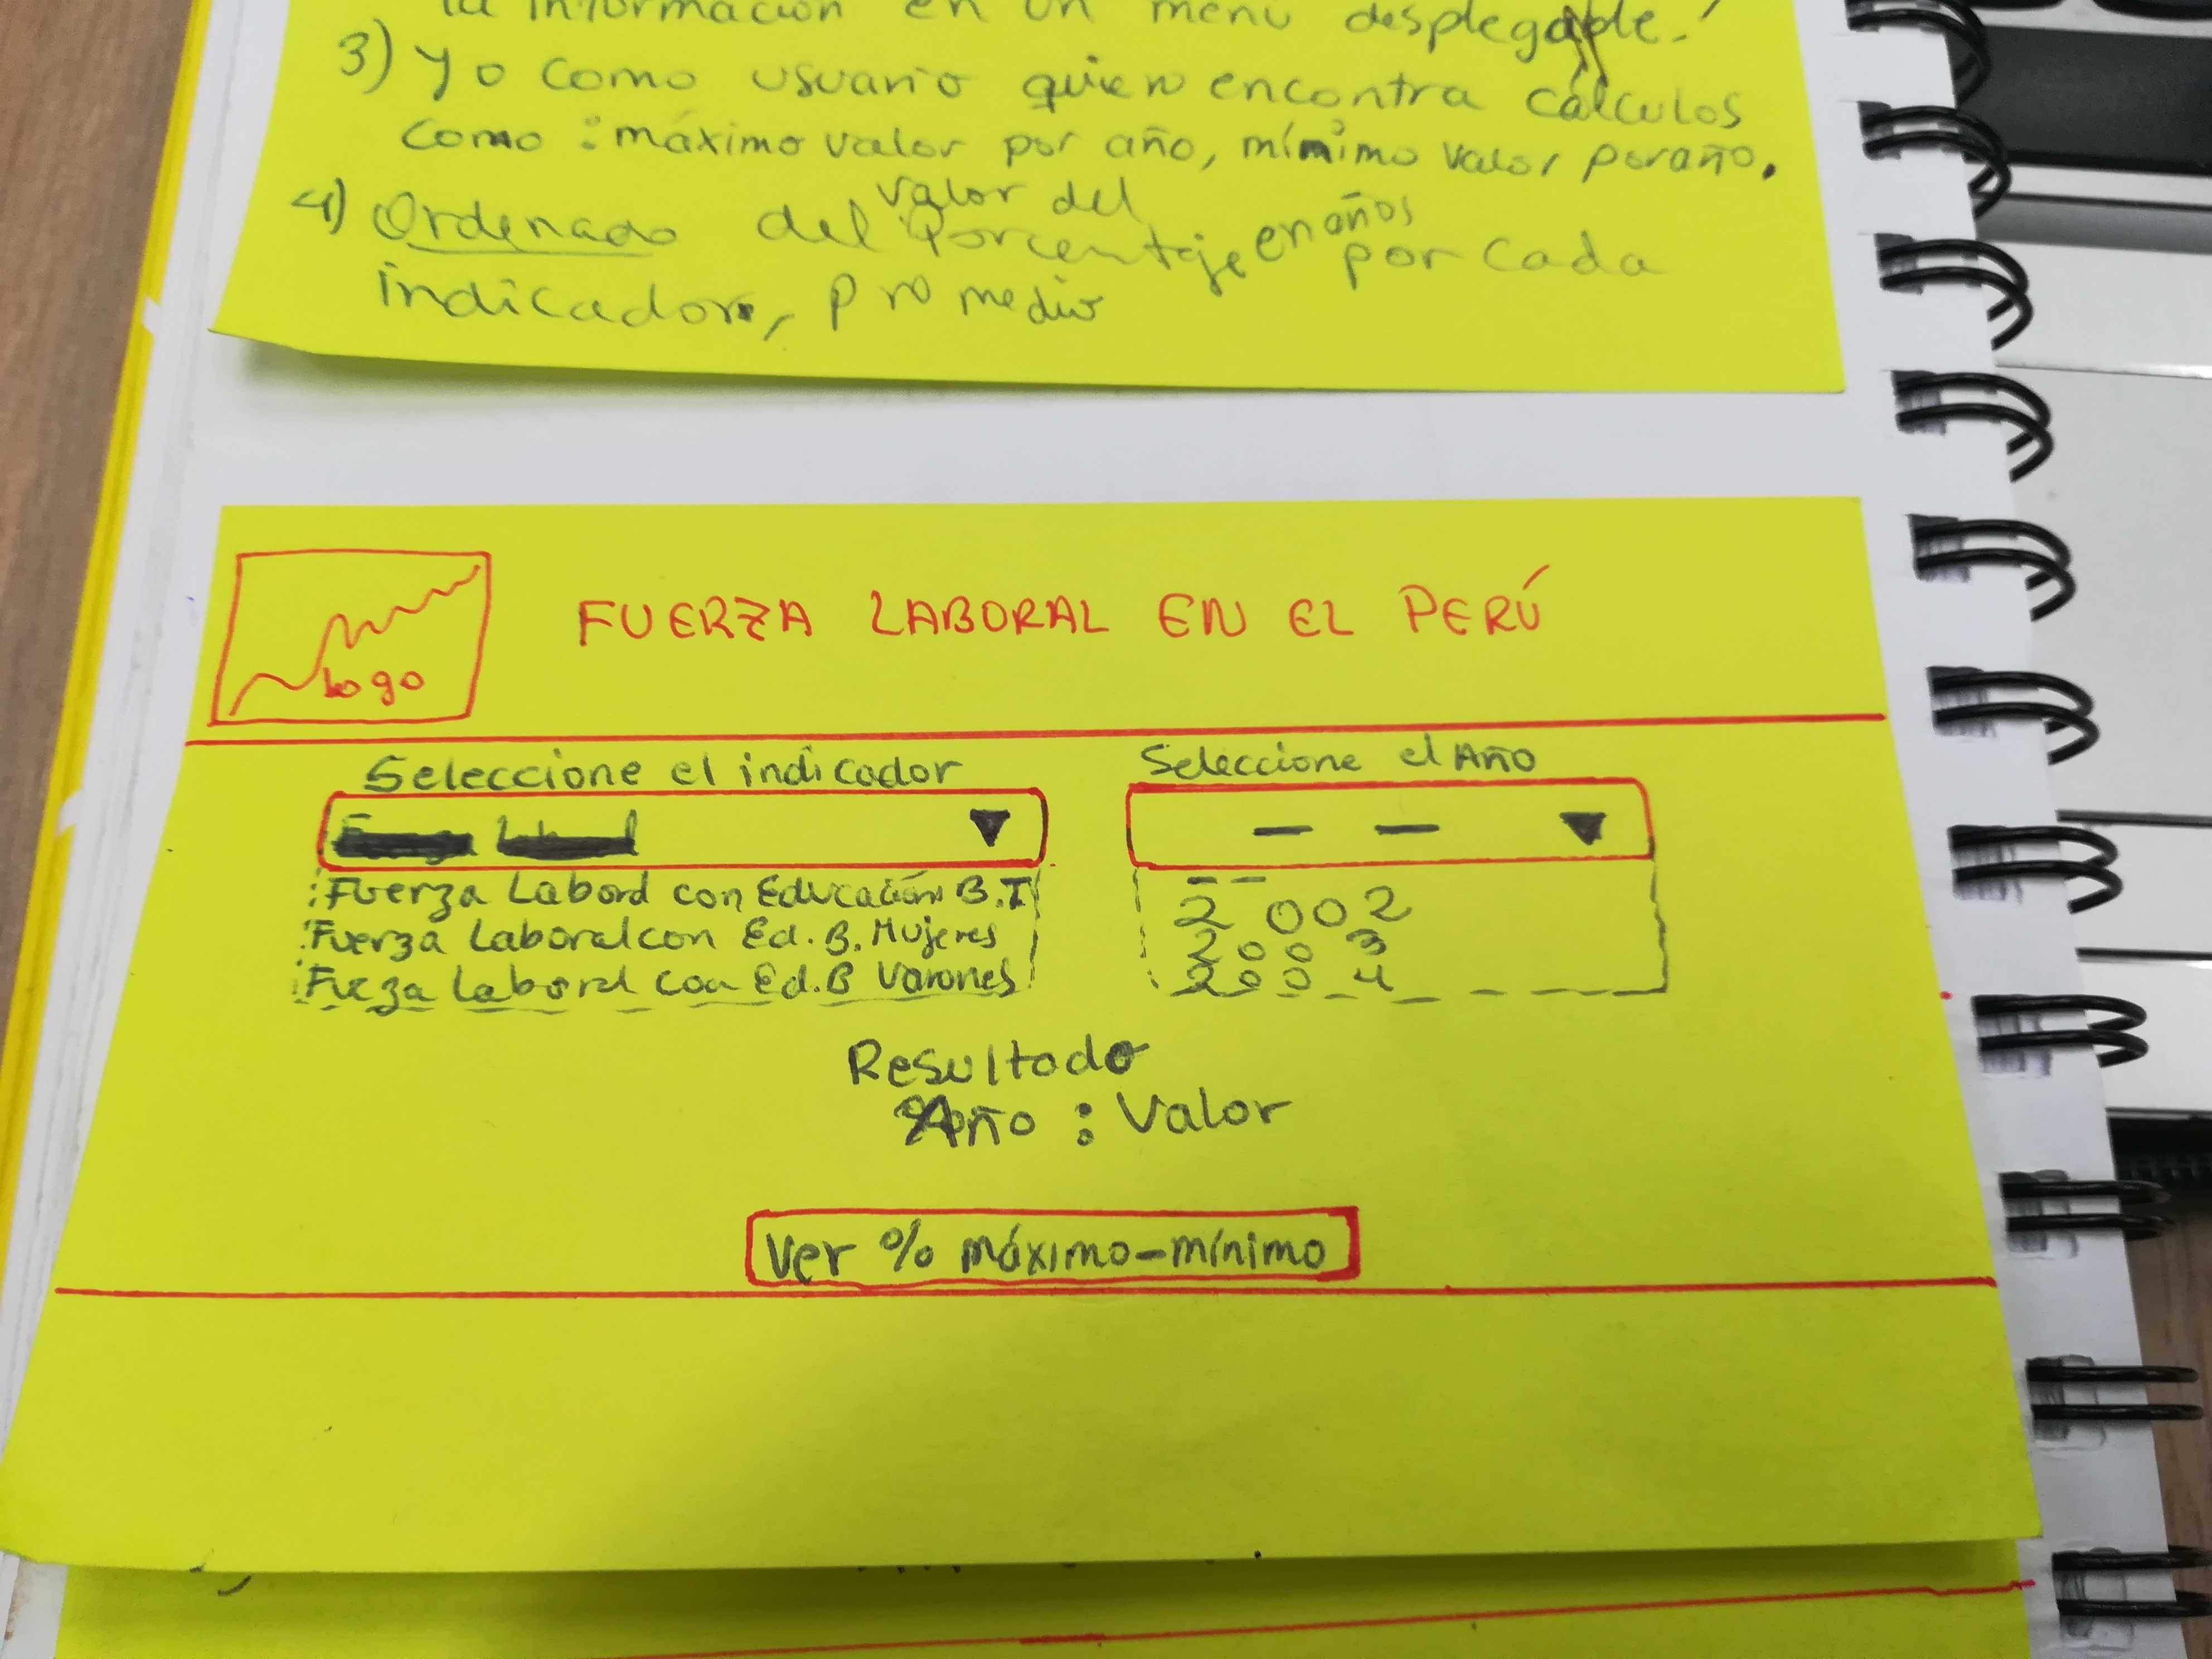 la información en un menú desplegable.
3) Yo como usuario quiero encontra cálculos
como : máximo valor por año, mínimo valor por año.
4) Ordenado del valor del porcentaje en años por cada
indicador, promedio
logo
FUERZA LABORAL EN EL PERÚ
Seleccione el indicador
Seleccione el Año
Fuerza Laboral con Educación B.I
Fuerza Laboral con Ed. B. Mujeres
Fueza Laboral con Ed.B Varones
2002
2003
2004
Resultado
Año : Valor
Ver % máximo-mínimo